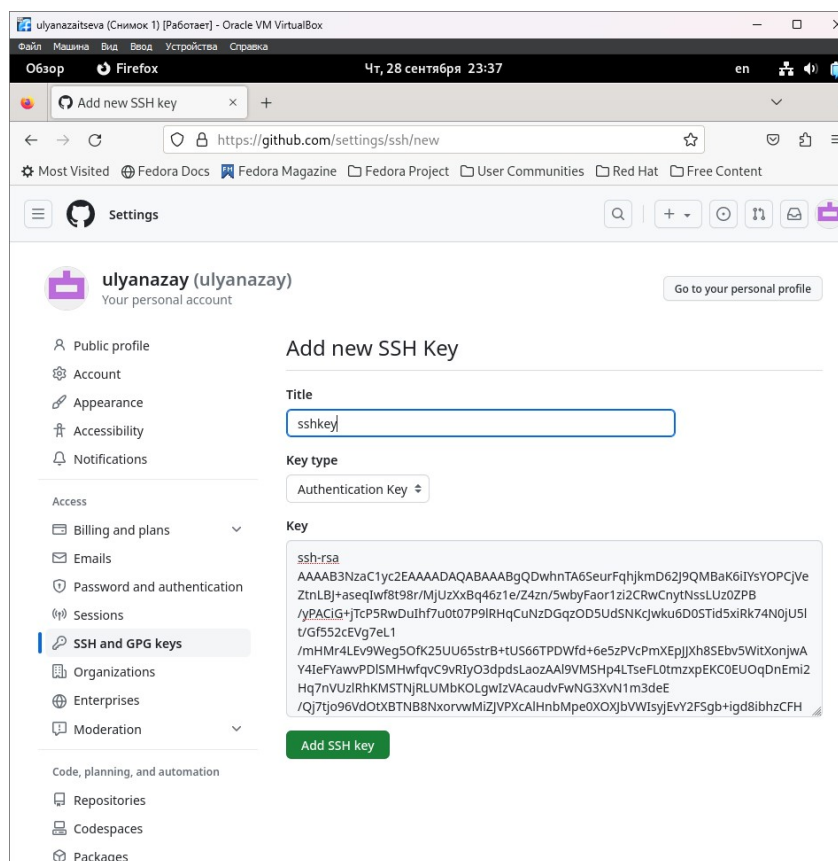 ulyanazaitseva (Снимок 1) [Работает] - Oracle VM VirtualBox
Файл Машина Вид Ввод Устройства Справка
Обзор Firefox Чт, 28 сентября 23:37 en
Add new SSH key
https://github.com/settings/ssh/new
Most Visited Fedora Docs Fedora Magazine Fedora Project User Communities Red Hat Free Content
Settings
ulyanazay (ulyanazay)
Your personal account
Go to your personal profile
Public profile
Account
Appearance
Accessibility
Notifications
Access
Billing and plans
Emails
Password and authentication
Sessions
SSH and GPG keys
Organizations
Enterprises
Moderation
Code, planning, and automation
Repositories
Codespaces
Packages
Add new SSH Key
Title
sshkey
Key type
Authentication Key
Key
ssh-rsa
AAAAB3NzaC1yc2EAAAADAQABAAABgQDwhnTA6SeurFqhjkmD62J9QMBaK6iIYsYOPCjVe
ZtnLBJ+aseqIwf8t98r/MjUzXxBq46z1e/Z4zn/5wbyFaor1zi2CRwCnytNssLUz0ZPB
/yPACiG+jTcP5RwDuIhf7u0t07P9lRHqCuNzDGqzOD5UdSNKcJwku6D0STid5xiRk74N0jU5l
t/Gf552cEVg7eL1
/mHMr4LEv9Weg5OfK25UU65strB+tUS66TPDWfd+6e5zPVcPmXEpJJXh8SEbv5WitXonjwA
Y4IeFYawvPDlSMHwfqvC9vRIyO3dpdsLaozAAl9VMSHp4LTseFL0tmzxpEKC0EUOqDnEmi2
Hq7nVUzlRhKMSTNjRLUMbKOLgwIzVAcaudvFwNG3XvN1m3deE
/Qj7tjo96VdOtXBTNB8NxorvwMiZJVPXcAlHnbMpe0XOXJbVWIsyjEvY2FSgb+igd8ibhzCFH
Add SSH key